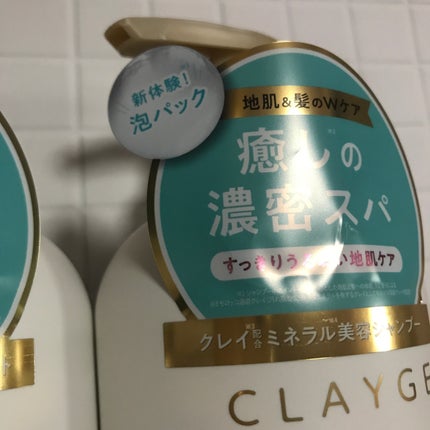 新体験!
泡パック
地肌&髪のWケア
癒しの
濃密スパ
すっきりうるおい地肌ケア
クレイ配合ミネラル美容シャンプー
CLAYGE